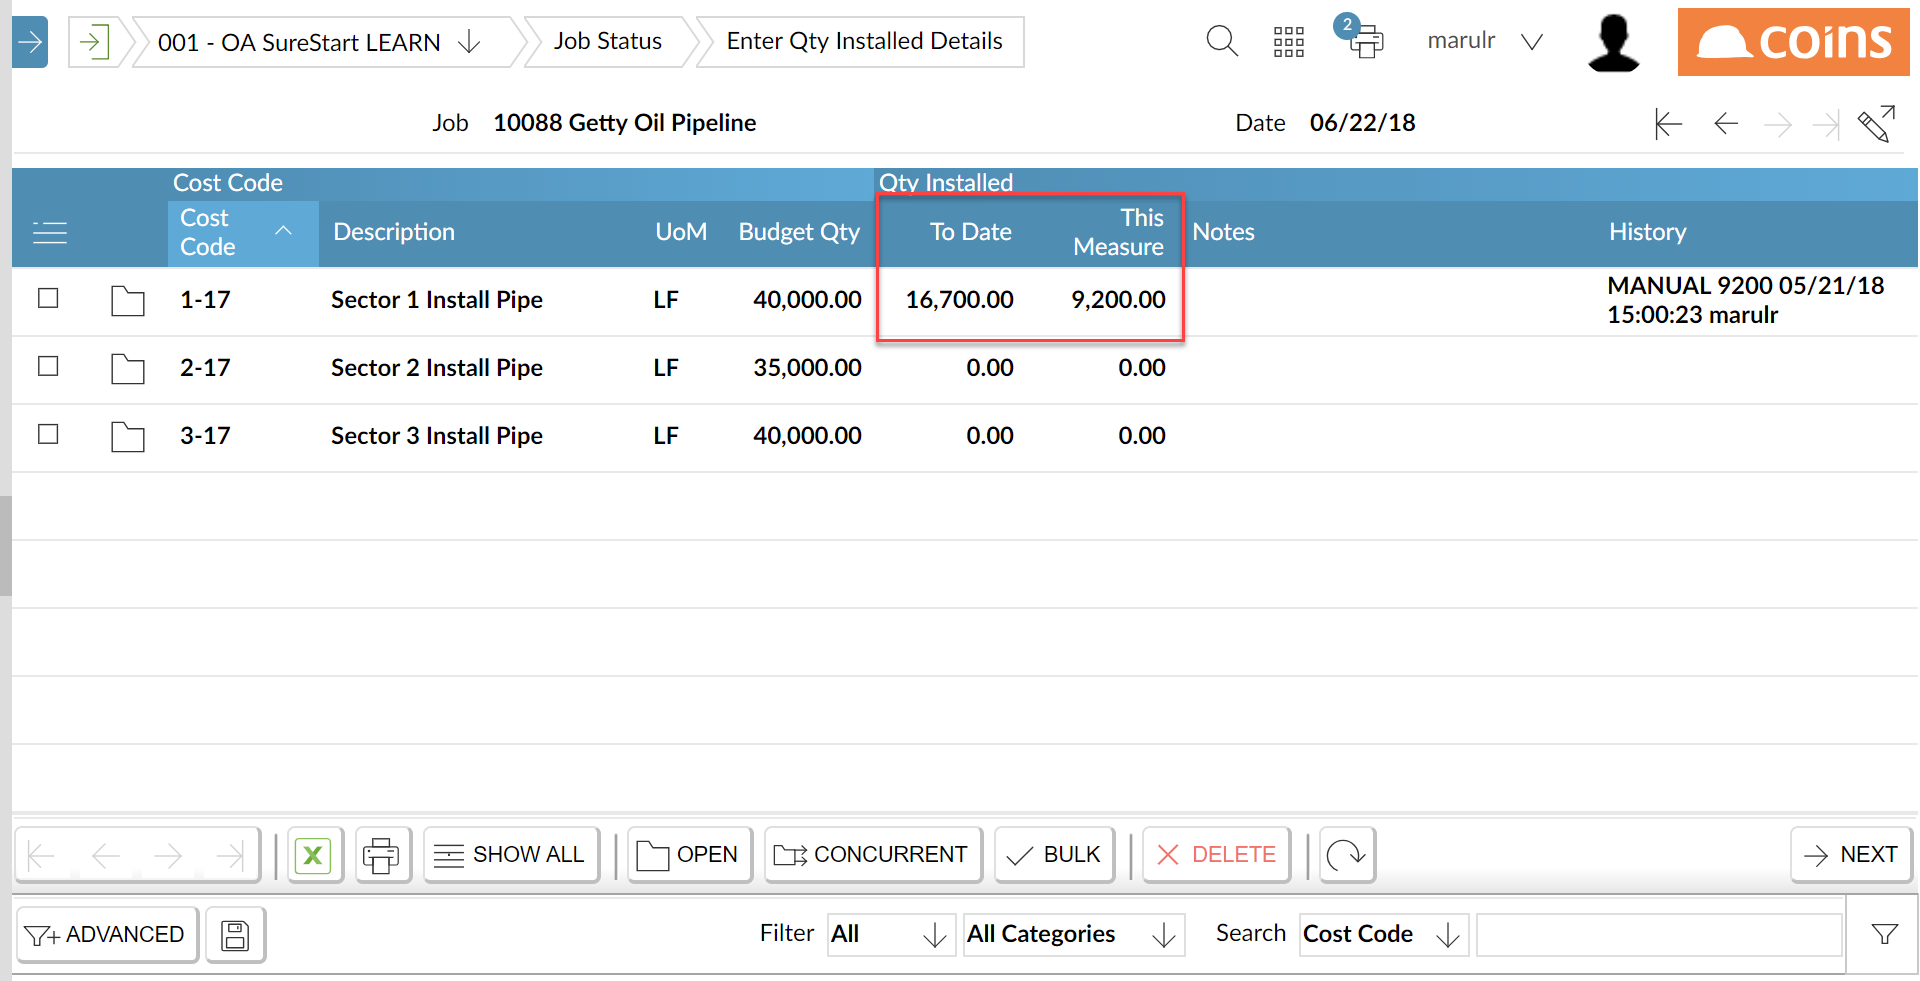 001 - OA SureStart LEARN
Job Status
Enter Qty Installed Details
2
marulr
coins
Job 10088 Getty Oil Pipeline
Date 06/22/18
Cost Code
Qty Installed
Cost Code
Description
UoM
Budget Qty
To Date
This Measure
Notes
History
1-17 Sector 1 Install Pipe LF 40,000.00 16,700.00 9,200.00 MANUAL 9200 05/21/18
15:00:23 marulr
2-17 Sector 2 Install Pipe LF 35,000.00 0.00 0.00
3-17 Sector 3 Install Pipe LF 40,000.00 0.00 0.00
X
SHOW ALL
OPEN
CONCURRENT
BULK
DELETE
NEXT
ADVANCED
Filter All
All Categories
Search Cost Code